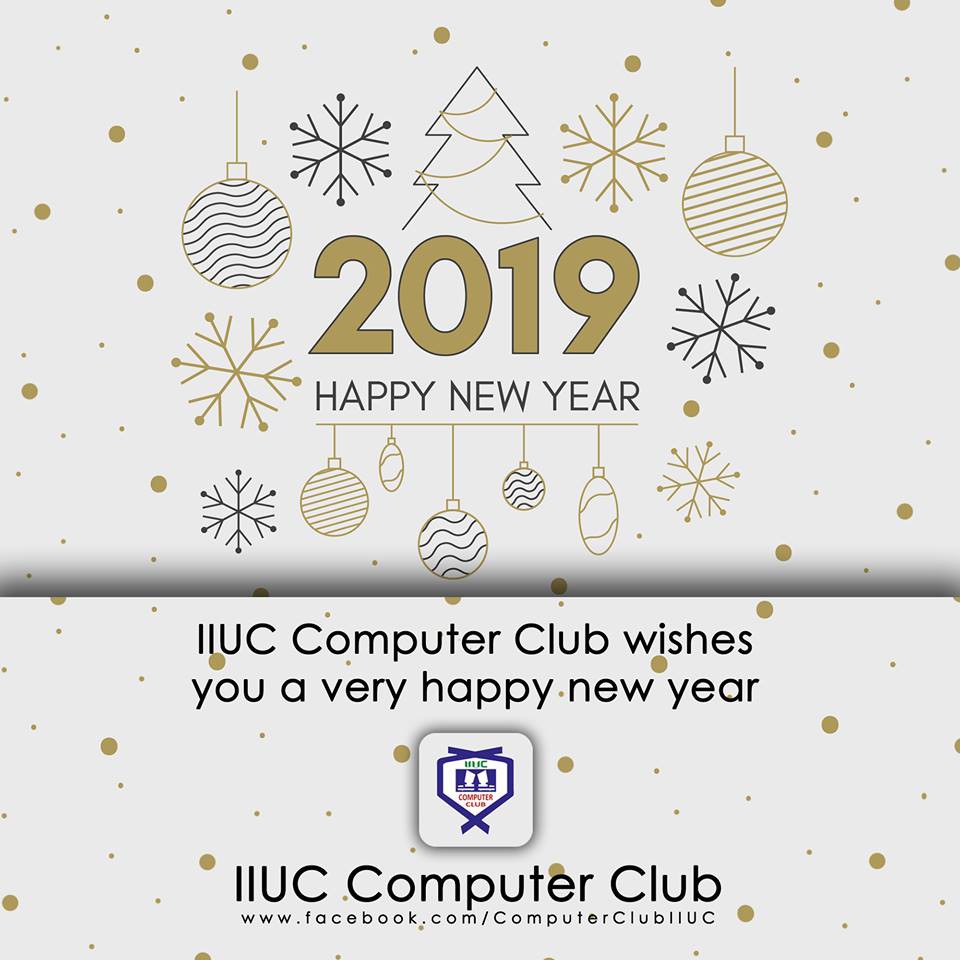 2019
HAPPY NEW YEAR
IIUC Computer Club wishes
you a very happy new year
IIUC
COMPUTER
CLUB
IIUC Computer Club
www.facebook.com/ComputerClubIIUC